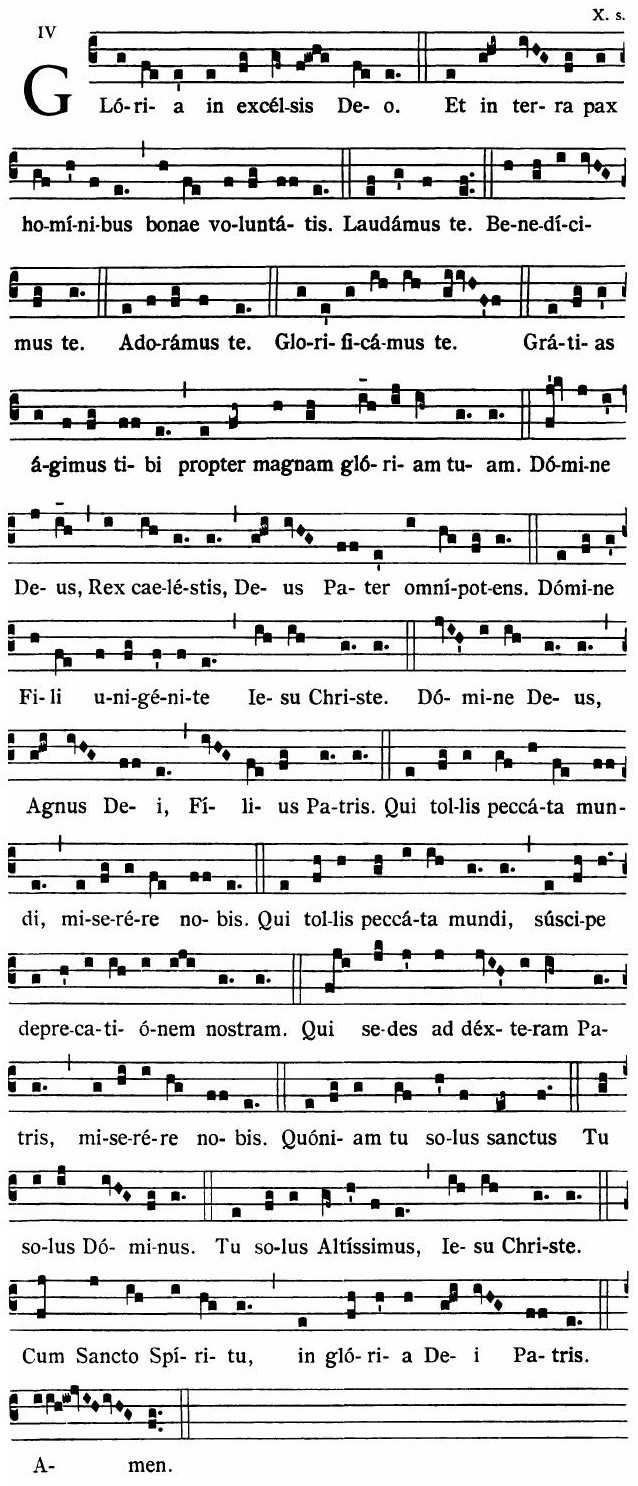 X. s.
IV
GLó-ri- a in excél-sis De- o. Et in ter-ra pax
ho-mí-ni-bus bonae vo-luntá- tis. Laudámus te. Be-ne-dí-ci-
mus te. Ado-rámus te. Glo-ri- fi-cá-mus te. Grá-ti- as
á-gimus ti- bi propter magnam gló- ri- am tu- am. Dó-mi-ne
De- us, Rex cae-lé-stis, De- us Pa- ter omní-pot-ens. Dómi-ne
Fi-li u-ni-gé-ni-te Ie- su Chri-ste. Dó- mi-ne De- us,
Agnus De- i, Fí- li- us Pa-tris. Qui tol-lis peccá-ta mun-
di, mi-se-ré-re no- bis. Qui tol-lis peccá-ta mundi, súsci-pe
depre-ca-ti- ó-nem nostram. Qui se-des ad déx-te-ram Pa-
tris, mi-se-ré-re no- bis. Quóni- am tu so-lus sanctus Tu
so-lus Dó- mi-nus. Tu so-lus Altíssimus, Ie- su Chri-ste.
Cum Sancto Spí- ri- tu, in gló-ri- a De- i Pa-tris.
A- men.